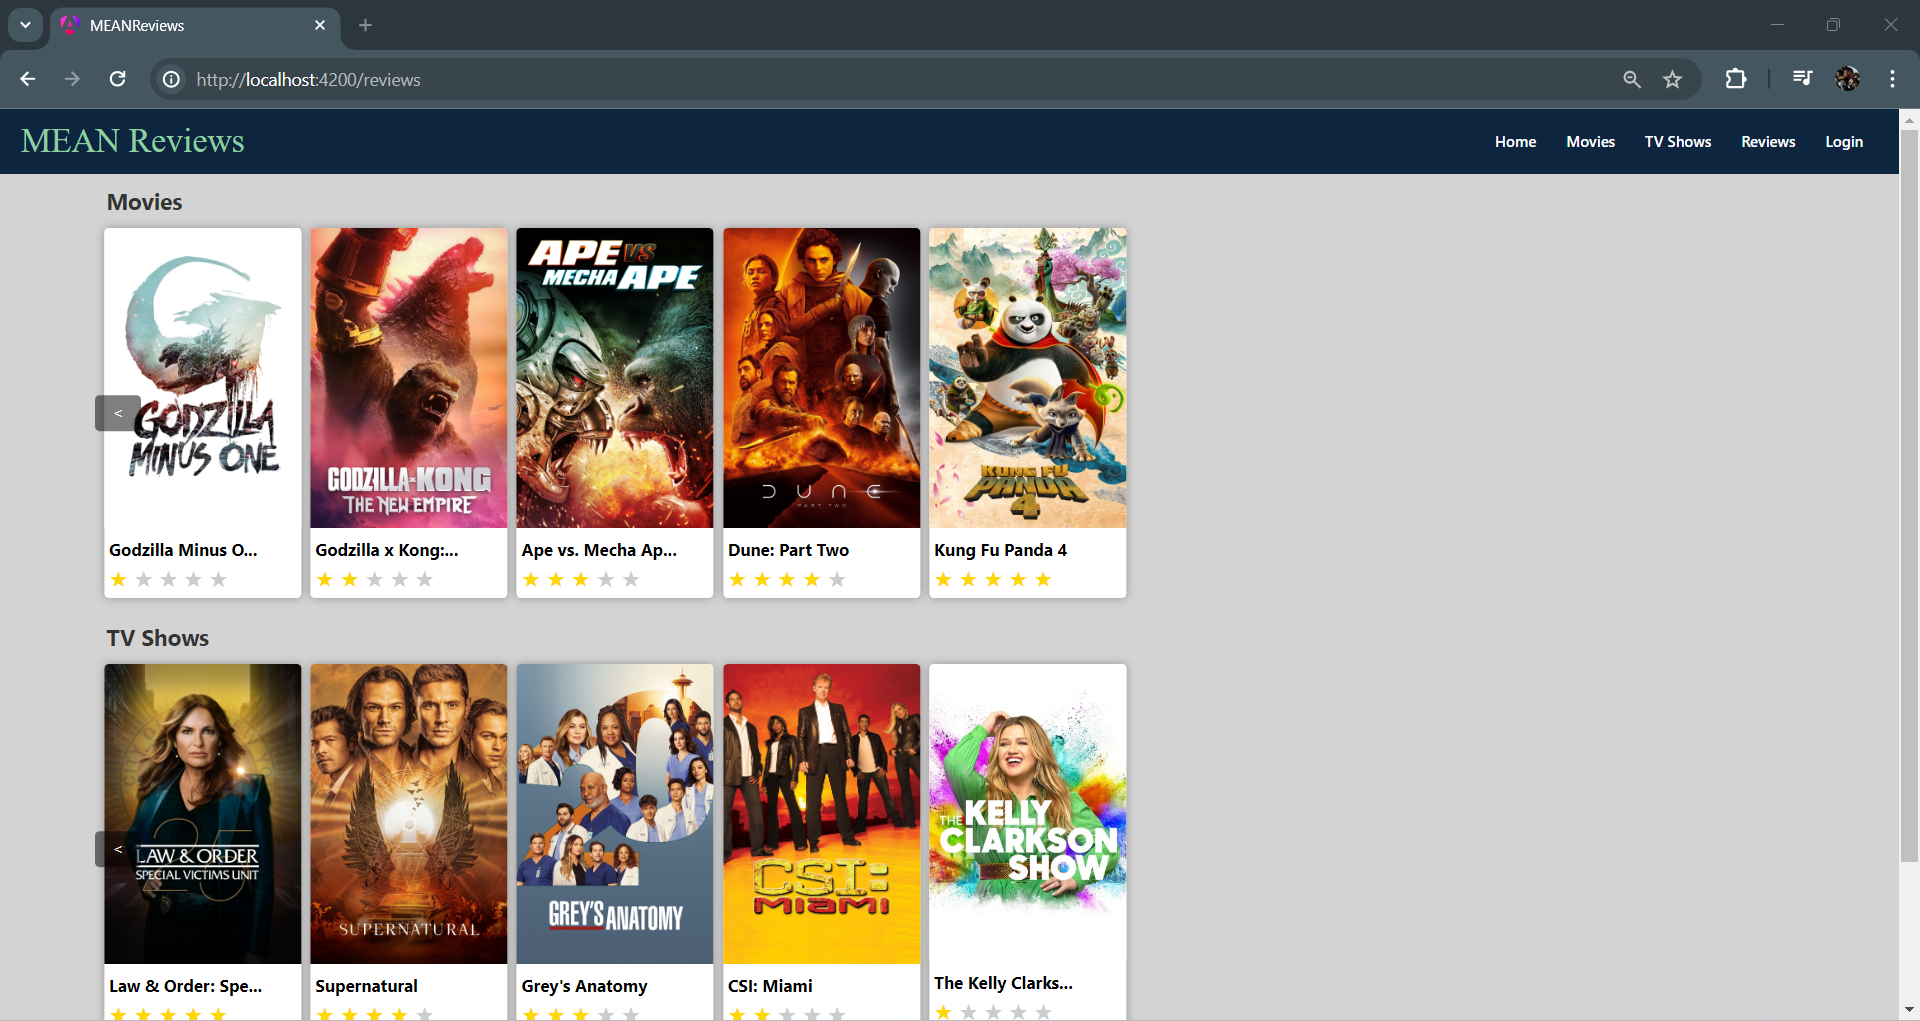 MEANReviews
http://localhost:4200/reviews
MEAN Reviews
Home Movies TV Shows Reviews Login
Movies
<
GODZILLA
MINUS ONE
GODZILLA x KONG
THE NEW EMPIRE
APE VS
MECHA APE
DUNE
PART TWO
KUNG FU
PANDA
4
Godzilla Minus O...
Godzilla x Kong:...
Ape vs. Mecha Ap...
Dune: Part Two
Kung Fu Panda 4
TV Shows
<
25
LAW & ORDER
SPECIAL VICTIMS UNIT
SUPERNATURAL
GREY'S ANATOMY
CSI:
MIAMI
THE KELLY
CLARKSON
SHOW
Law & Order: Spe...
Supernatural
Grey's Anatomy
CSI: Miami
The Kelly Clarks...